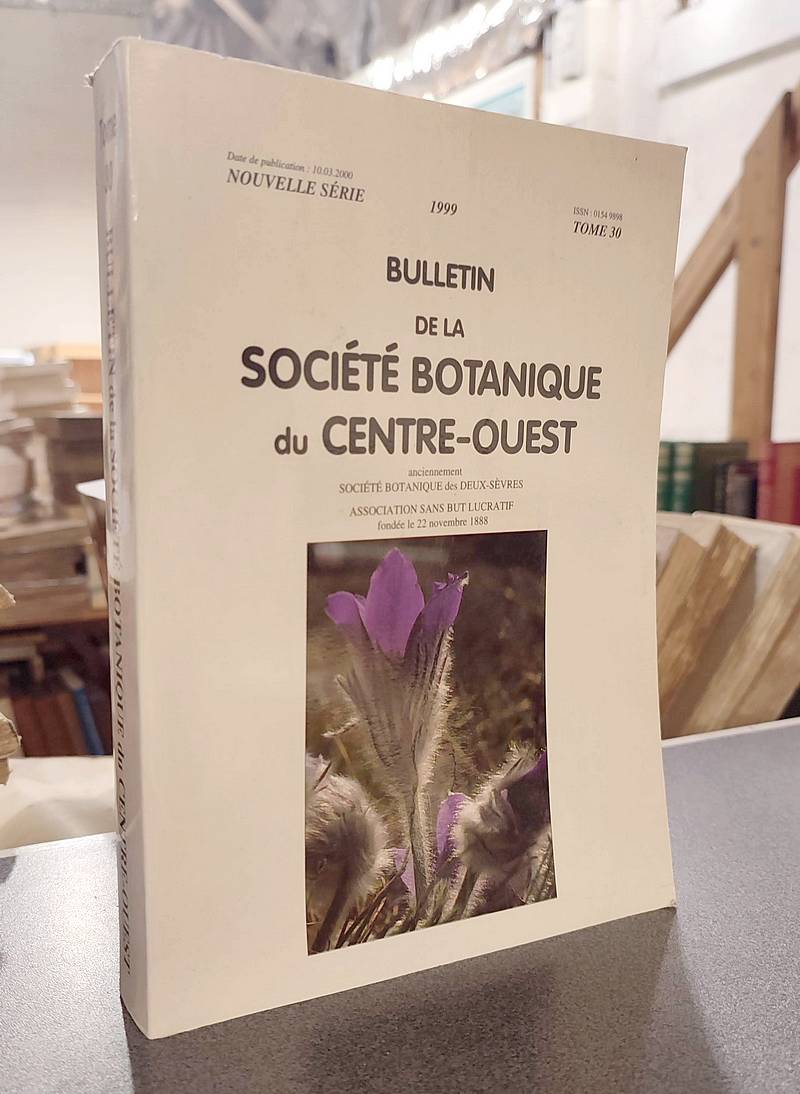 Date de publication : 10.03.2000
NOUVELLE SÉRIE
1999
ISSN : 0154 9898
TOME 30
BULLETIN
DE LA
SOCIÉTÉ BOTANIQUE
du CENTRE-OUEST
anciennement
SOCIÉTÉ BOTANIQUE des DEUX-SÈVRES
ASSOCIATION SANS BUT LUCRATIF
fondée le 22 novembre 1888
BULLETIN de la SOCIÉTÉ BOTANIQUE du CENTRE-OUEST